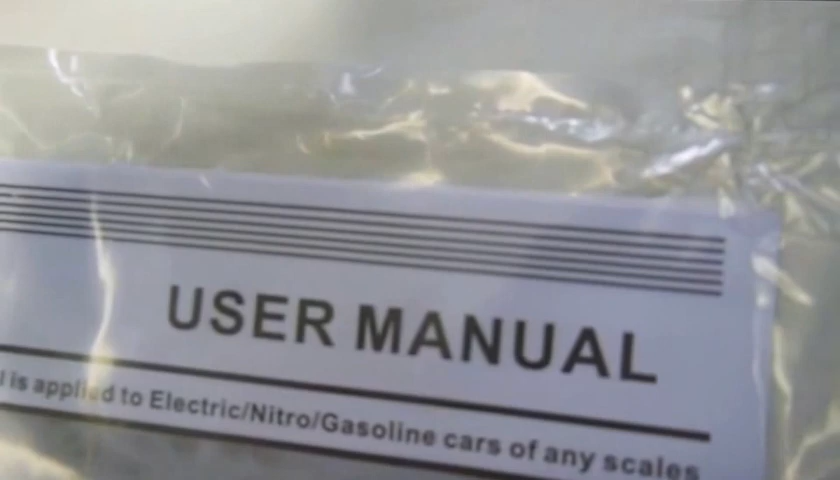 USER MANUAL
is applied to Electric/Nitro/Gasoline cars of any scales